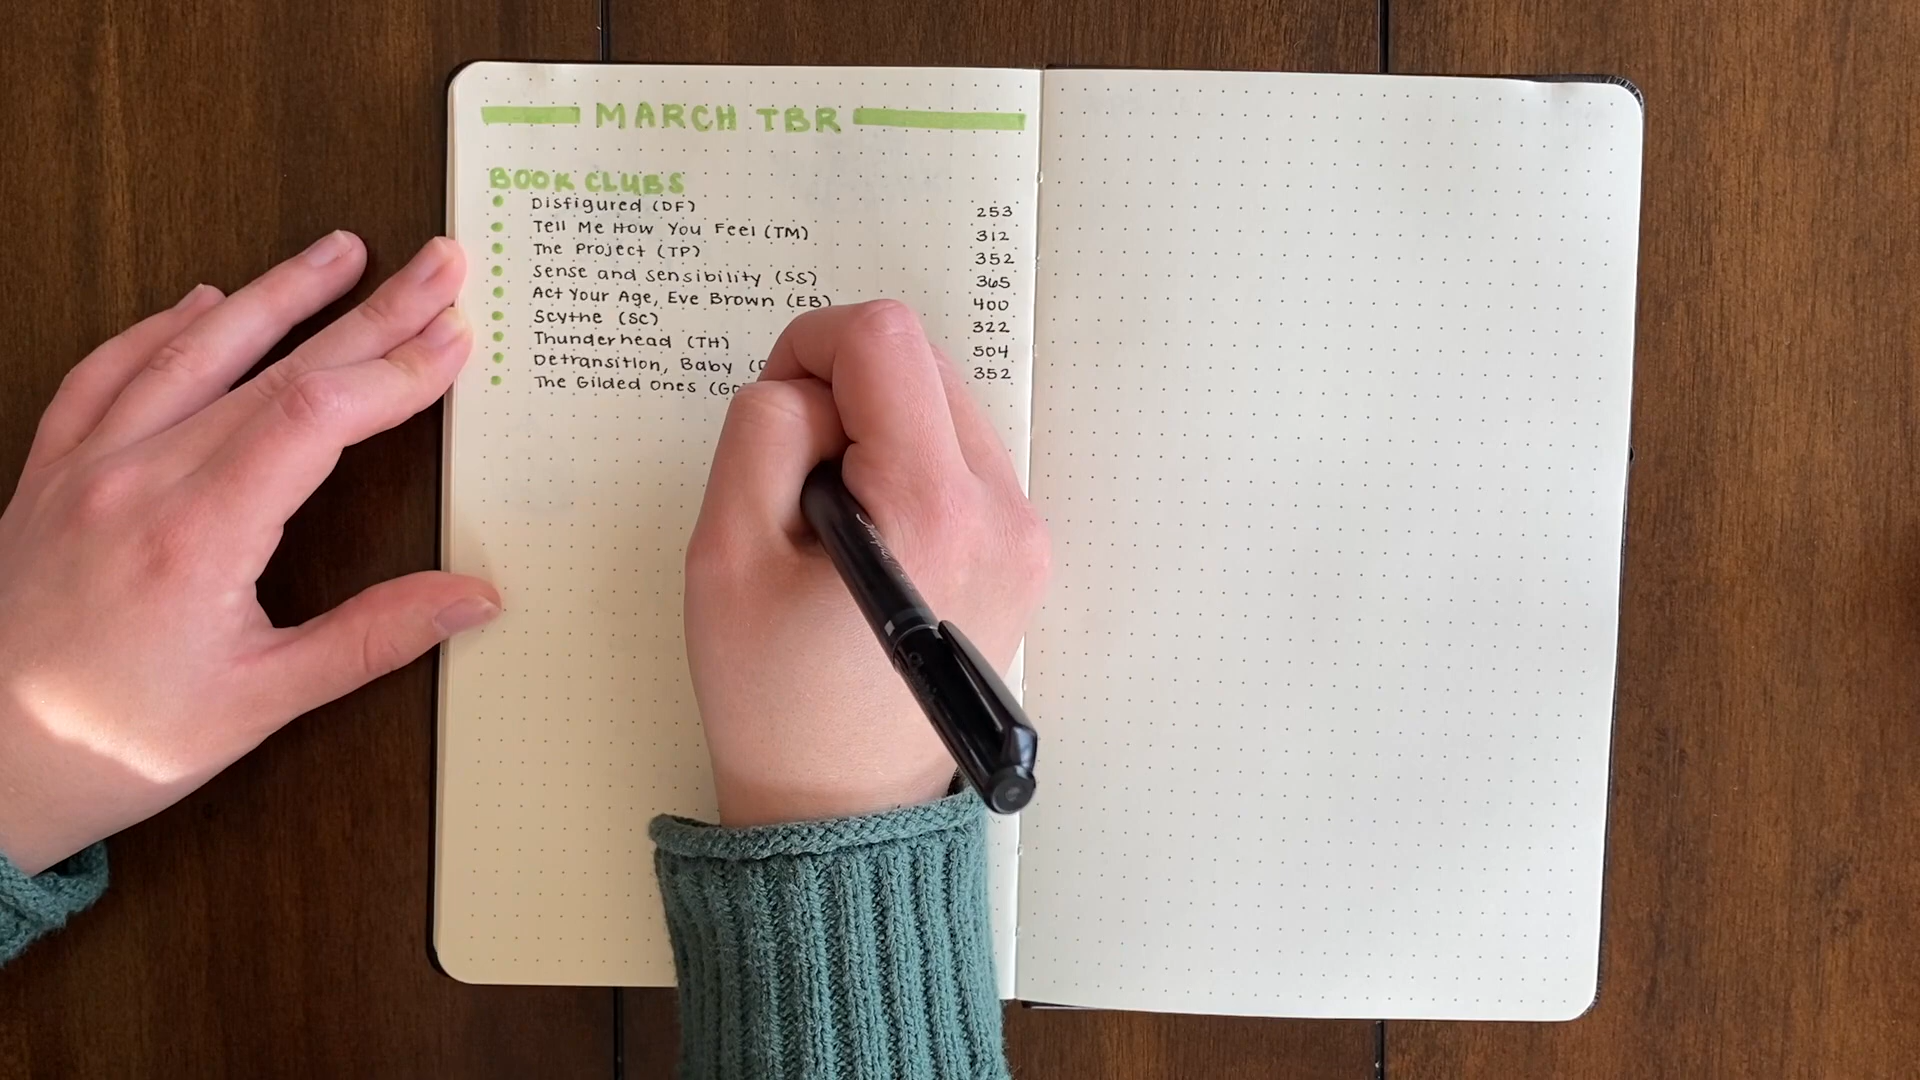 MARCH TBR
BOOK CLUBS
Disfigured (DF) 253
Tell Me How You Feel (TM) 312
The Project (TP) 352
Sense and Sensibility (SS) 365
Act Your Age, Eve Brown (EB) 400
Scythe (SC) 322
Thunderhead (TH) 504
Detransition, Baby 352
The Gilded Ones